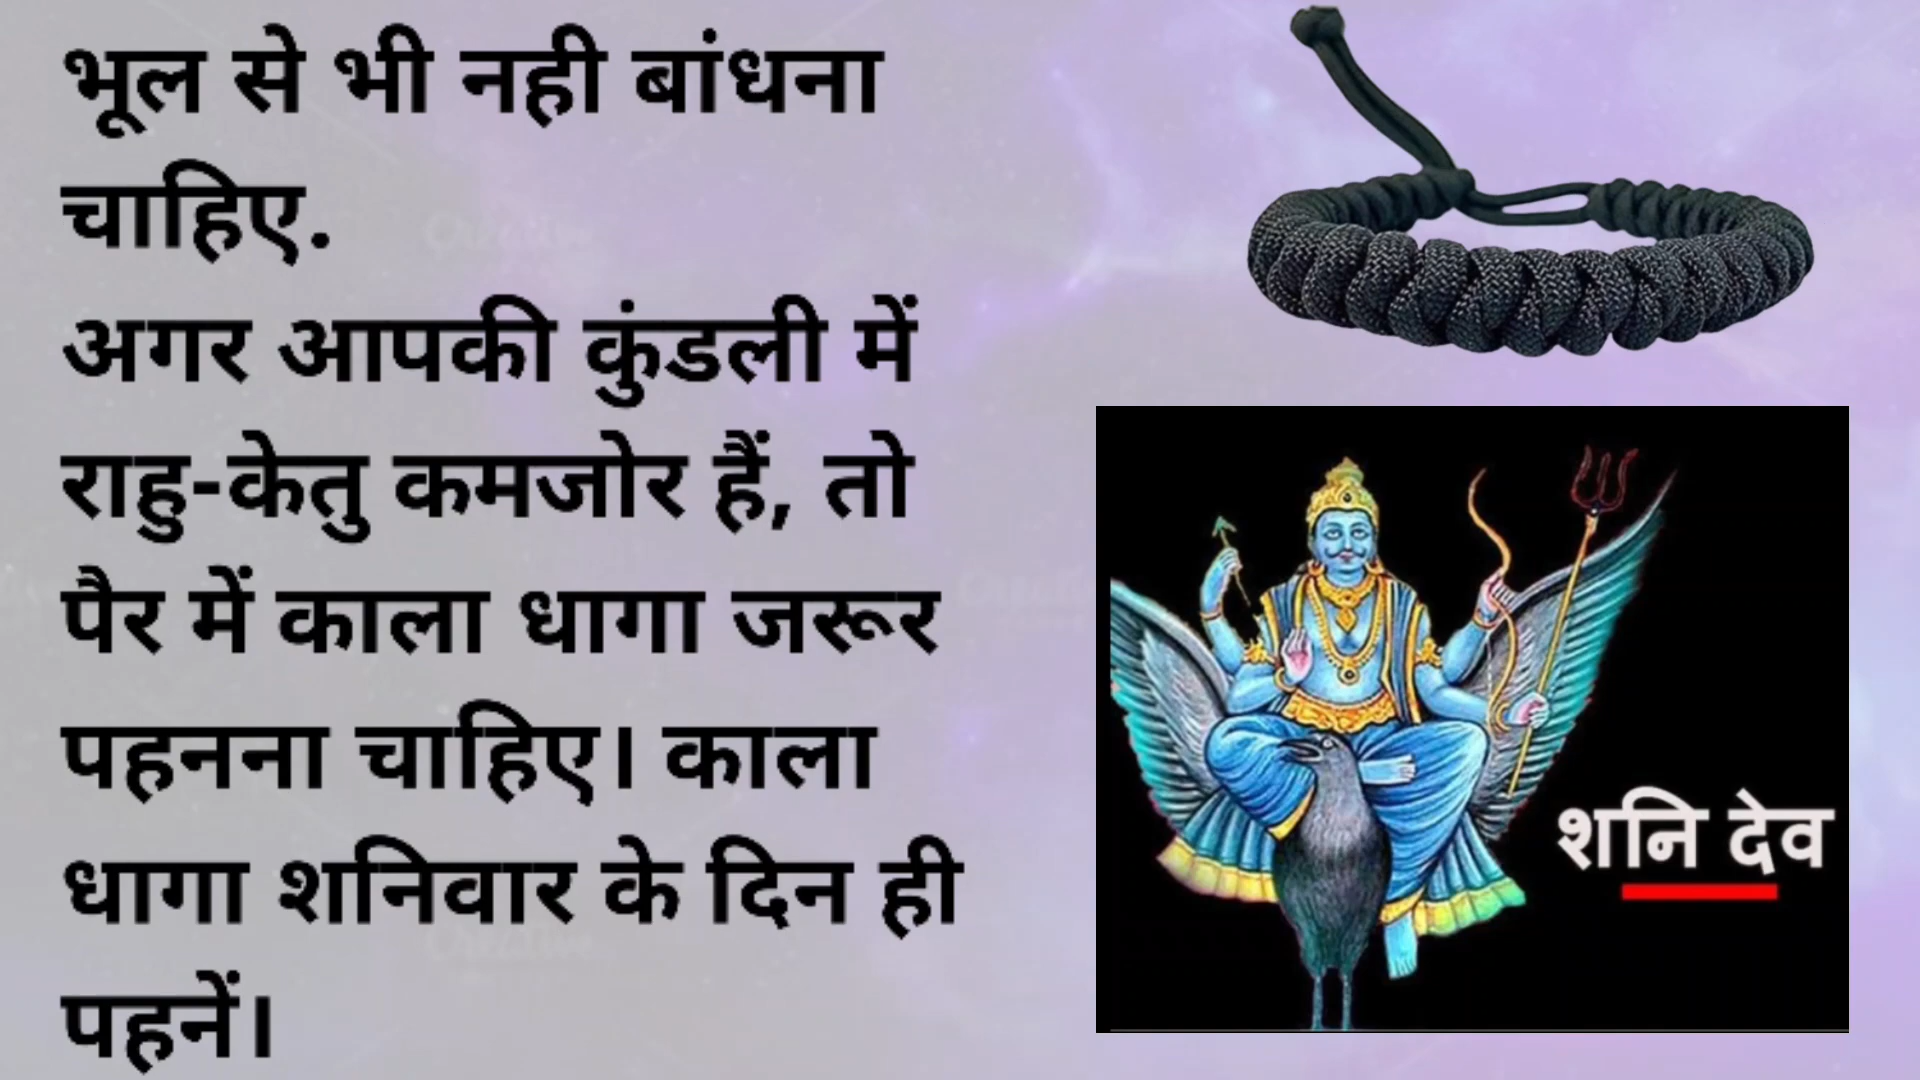 भूल से भी नही बांधना
चाहिए.
अगर आपकी कुंडली में
राहु-केतु कमजोर हैं, तो
पैर में काला धागा जरूर
पहनना चाहिए। काला
धागा शनिवार के दिन ही
पहनें।
शनि देव